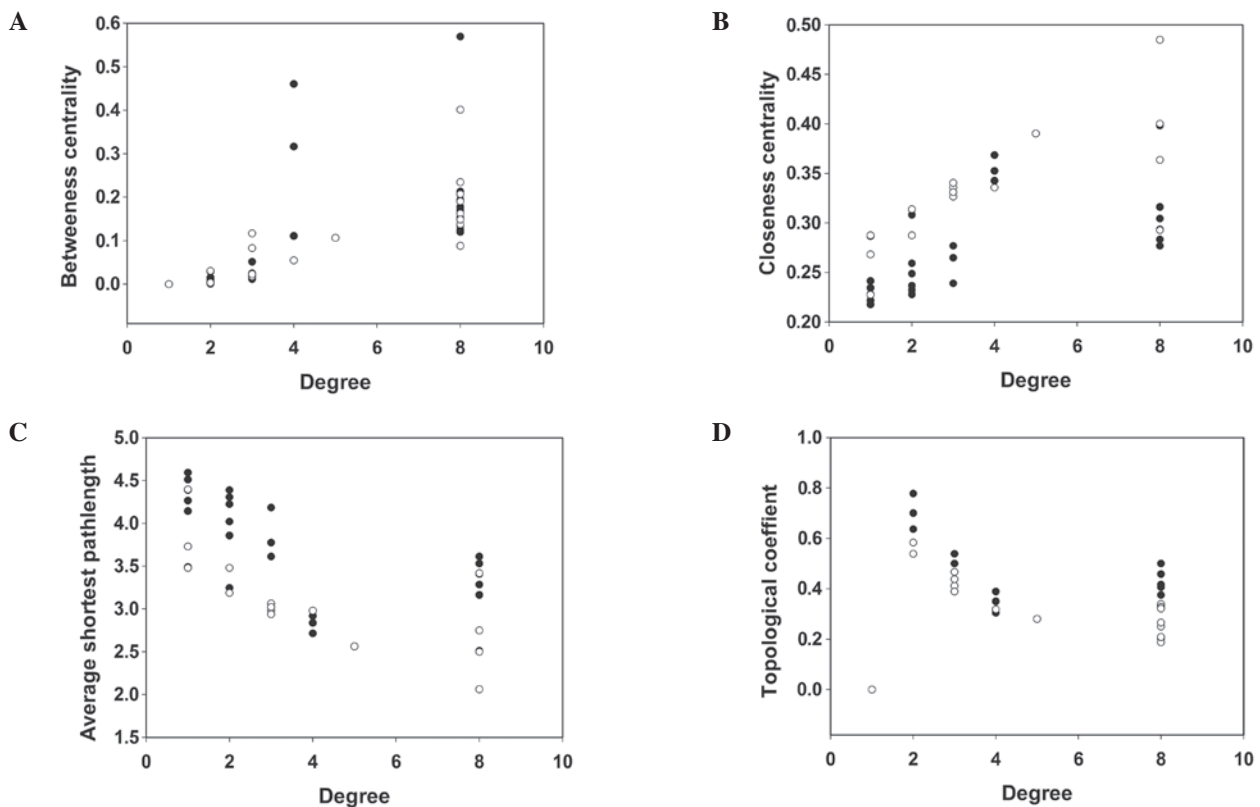 A
0.6
0.5
0.4
0.3
0.2
0.1
0.0
Betweeness centrality
0 2 4 6 8 10
Degree
B
0.50
0.45
0.40
0.35
0.30
0.25
0.20
Closeness centrality
0 2 4 6 8 10
Degree
C
5.0
4.5
4.0
3.5
3.0
2.5
2.0
1.5
Average shortest pathlength
0 2 4 6 8 10
Degree
D
1.0
0.8
0.6
0.4
0.2
0.0
Topological coeffient
0 2 4 6 8 10
Degree